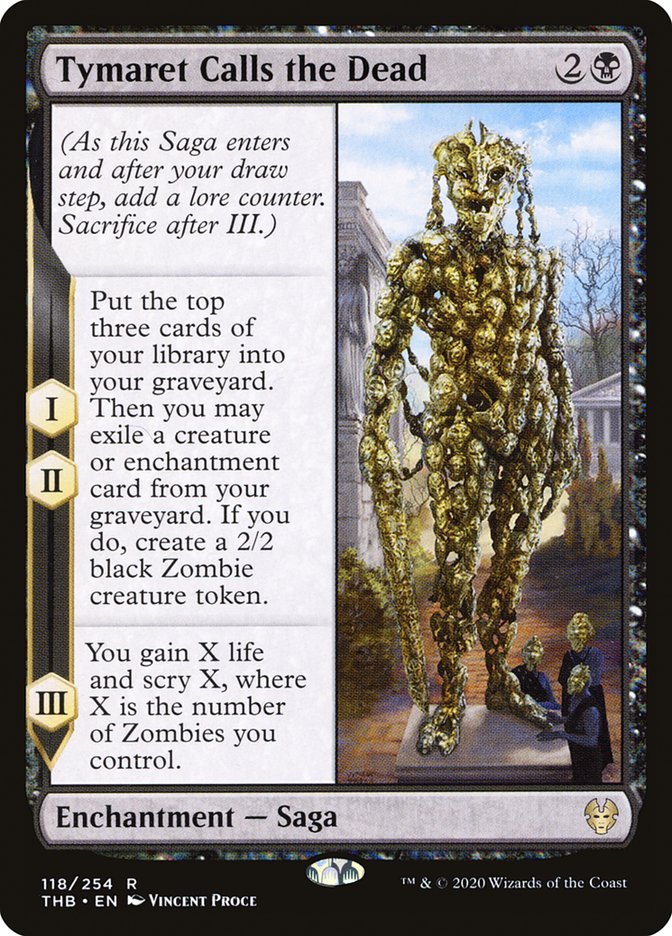 Tymaret Calls the Dead 2
(As this Saga enters
and after your draw
step, add a lore counter.
Sacrifice after III.)
I
II
Put the top
three cards of
your library into
your graveyard.
Then you may
exile a creature
or enchantment
card from your
graveyard. If you
do, create a 2/2
black Zombie
creature token.
III
You gain X life
and scry X, where
X is the number
of Zombies you
control.
Enchantment — Saga
118/254 R
THB • EN Vincent Proce
™ & © 2020 Wizards of the Coast